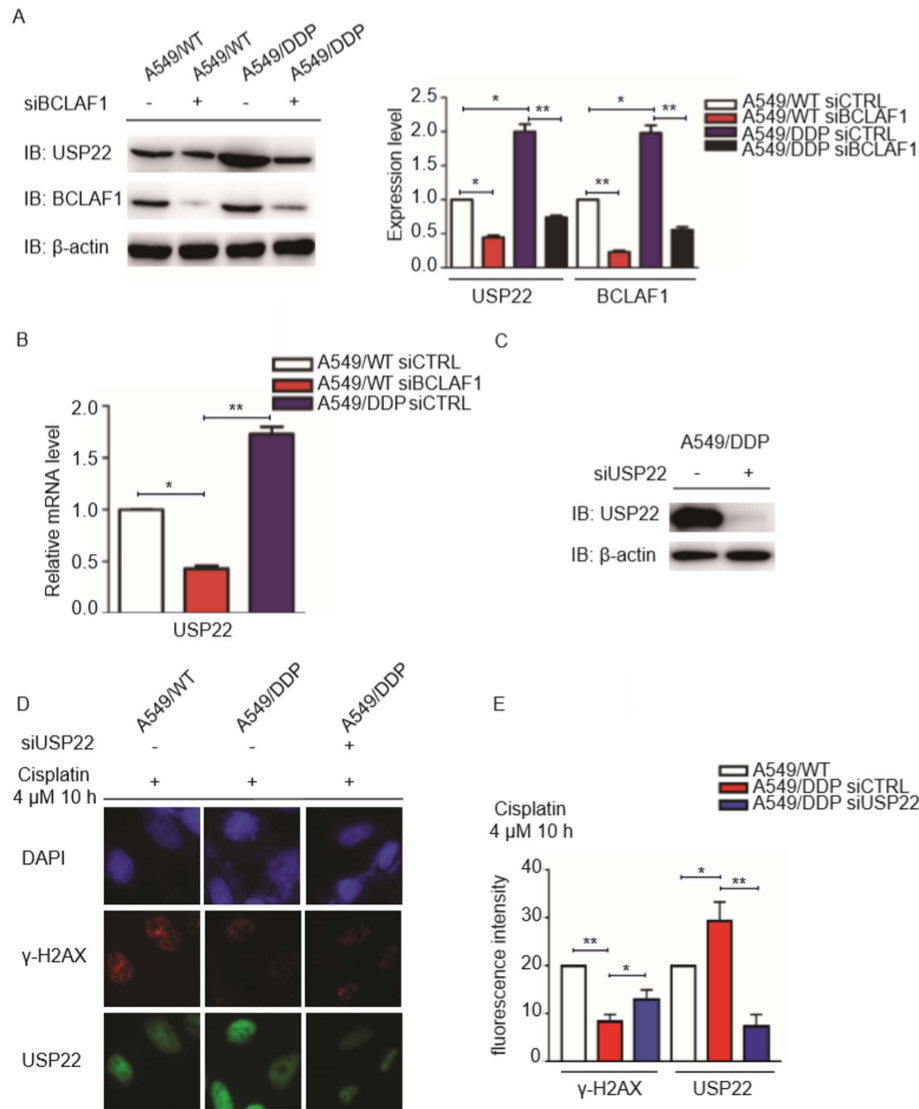 A
A549/WT A549/WT A549/DDP A549/DDP
siBCLAF1 - + - +
IB: USP22
IB: BCLAF1
IB: β-actin
Expression level
2.5
2.0
1.5
1.0
0.5
0.0
* * ** ** * **
USP22 BCLAF1
A549/WT siCTRL
A549/WT siBCLAF1
A549/DDP siCTRL
A549/DDP siBCLAF1
B
A549/WT siCTRL
A549/WT siBCLAF1
A549/DDP siCTRL
Relative mRNA level
2.0
1.0
0.5
0.0
* **
USP22
C
A549/DDP
siUSP22 - +
IB: USP22
IB: β-actin
D
A549/WT A549/DDP A549/DDP
siUSP22 - - +
Cisplatin + + +
4 µM 10 h
DAPI
γ-H2AX
USP22
E
A549/WT
A549/DDP siCTRL
A549/DDP siUSP22
Cisplatin
4 µM 10 h
fluorescence intensity
40
30
20
10
0
** * * **
γ-H2AX USP22